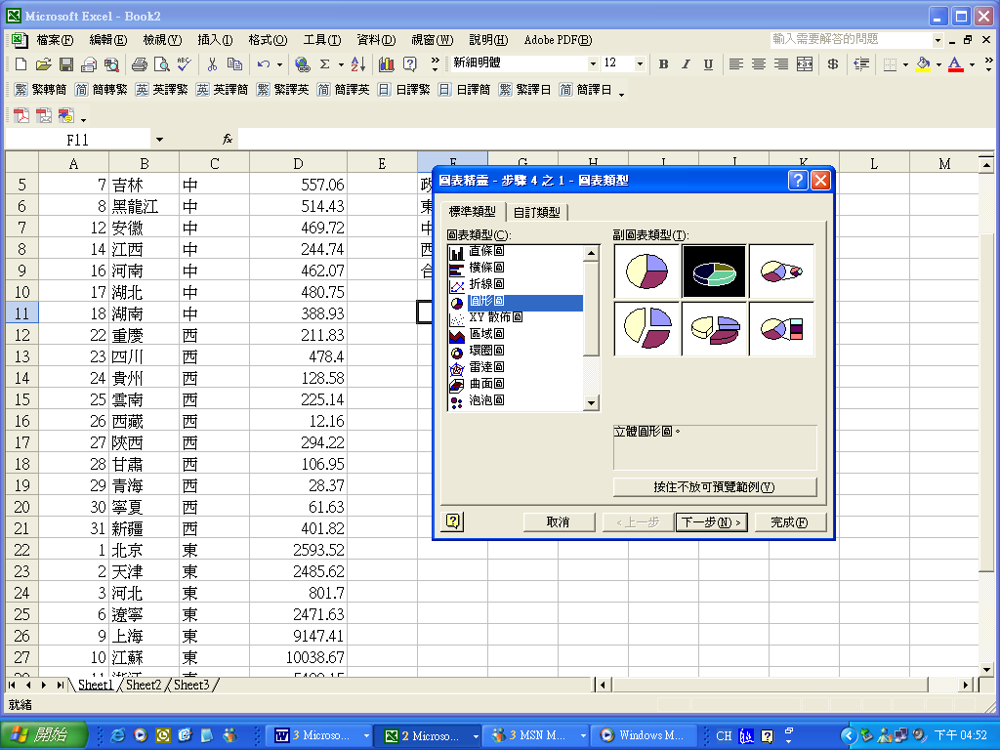 Microsoft Excel - Book2
檔案(F) 編輯(E) 檢視(V) 插入(I) 格式(O) 工具(T) 資料(D) 視窗(W) 說明(H) Adobe PDF(B) 輸入需要解答的問題
新細明體 12 B I U $ A
繁 繁轉簡 簡 簡轉繁 英 英譯繁 英 英譯簡 繁 繁譯英 簡 簡譯英 日 日譯繁 日 日譯簡 繁 繁譯日 簡 簡譯日
F11 fx
A B C D E F G H I J K L M
5 7 吉林 中 557.06
6 8 黑龍江 中 514.43
7 12 安徽 中 469.72
8 14 江西 中 244.74
9 16 河南 中 462.07
10 17 湖北 中 480.75
11 18 湖南 中 388.93
12 22 重慶 西 211.83
13 23 四川 西 478.4
14 24 貴州 西 128.58
15 25 雲南 西 225.14
16 26 西藏 西 12.16
17 27 陝西 西 294.22
18 28 甘肅 西 106.95
19 29 青海 西 28.37
20 30 寧夏 西 61.63
21 31 新疆 西 401.82
22 1 北京 東 2593.52
23 2 天津 東 2485.62
24 3 河北 東 801.7
25 6 遼寧 東 2471.63
26 9 上海 東 9147.41
27 10 江蘇 東 10038.67
圖表精靈 - 步驟 4 之 1 - 圖表類型
標準類型 自訂類型
圖表類型(C):
直條圖
橫條圖
折線圖
圓形圖
XY 散佈圖
區域圖
環圈圖
雷達圖
曲面圖
泡泡圖
副圖表類型(T):
立體圓形圖。
按住不放可預覽範例(V)
取消 < 上一步 下一步(N) > 完成(F)
Sheet1 Sheet2 Sheet3
就緒
開始 3 Microso... 2 Microso... 3 MSN M... Windows M... CH 下午 04:52